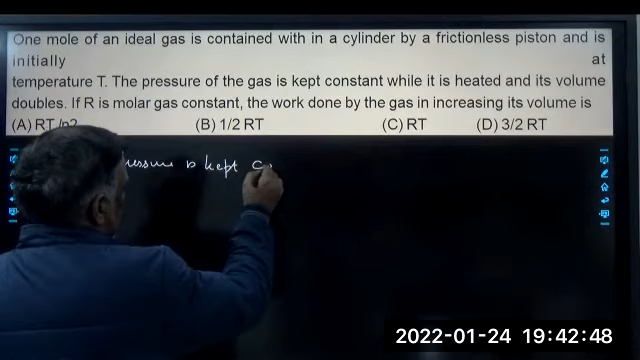 One mole of an ideal gas is contained with in a cylinder by a frictionless piston and is
initially at
temperature T. The pressure of the gas is kept constant while it is heated and its volume
doubles. If R is molar gas constant, the work done by the gas in increasing its volume is
(A) RT ln2 (B) 1/2 RT (C) RT (D) 3/2 RT
kept
2022-01-24 19:42:48